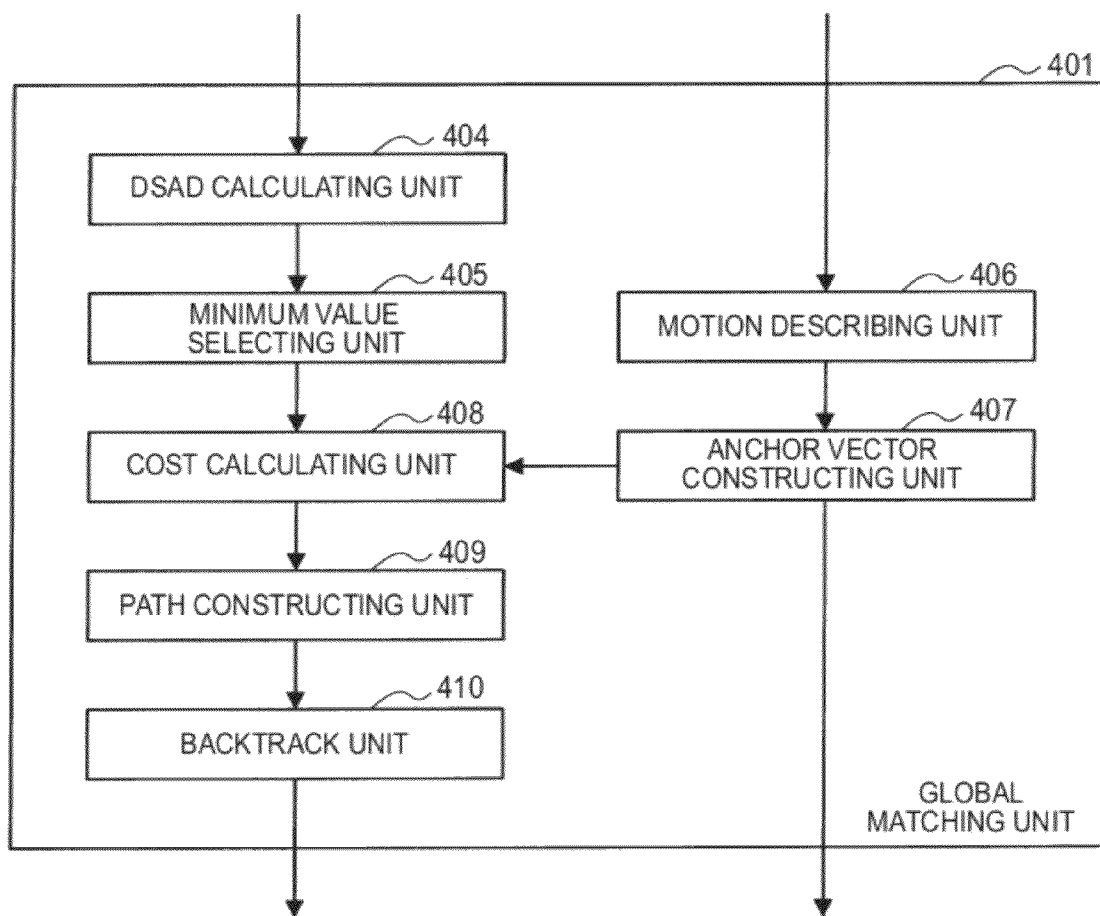 401
404
DSAD CALCULATING UNIT
405
MINIMUM VALUE
SELECTING UNIT
406
MOTION DESCRIBING UNIT
408
COST CALCULATING UNIT
407
ANCHOR VECTOR
CONSTRUCTING UNIT
409
PATH CONSTRUCTING UNIT
410
BACKTRACK UNIT
GLOBAL
MATCHING UNIT